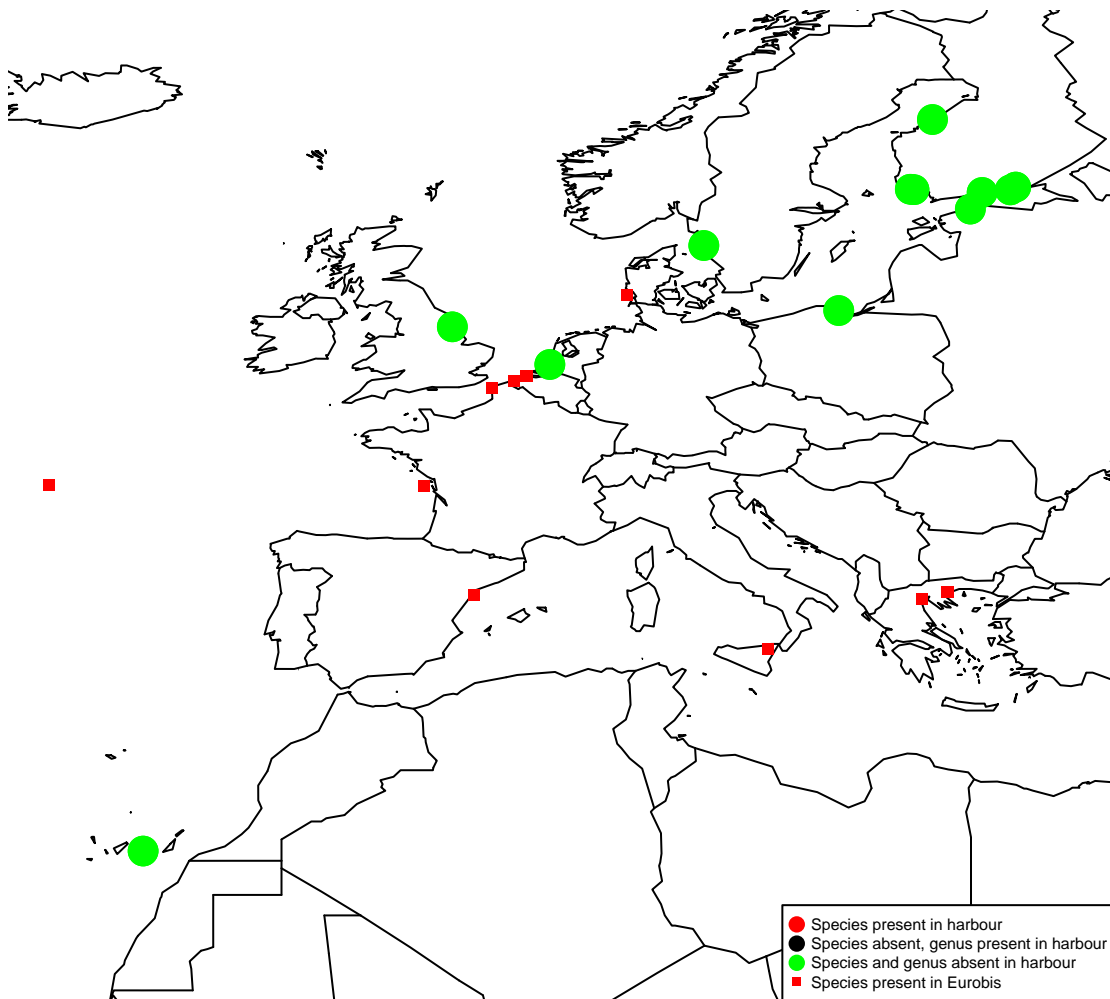 Species present in harbour
Species absent, genus present in harbour
Species and genus absent in harbour
Species present in Eurobis